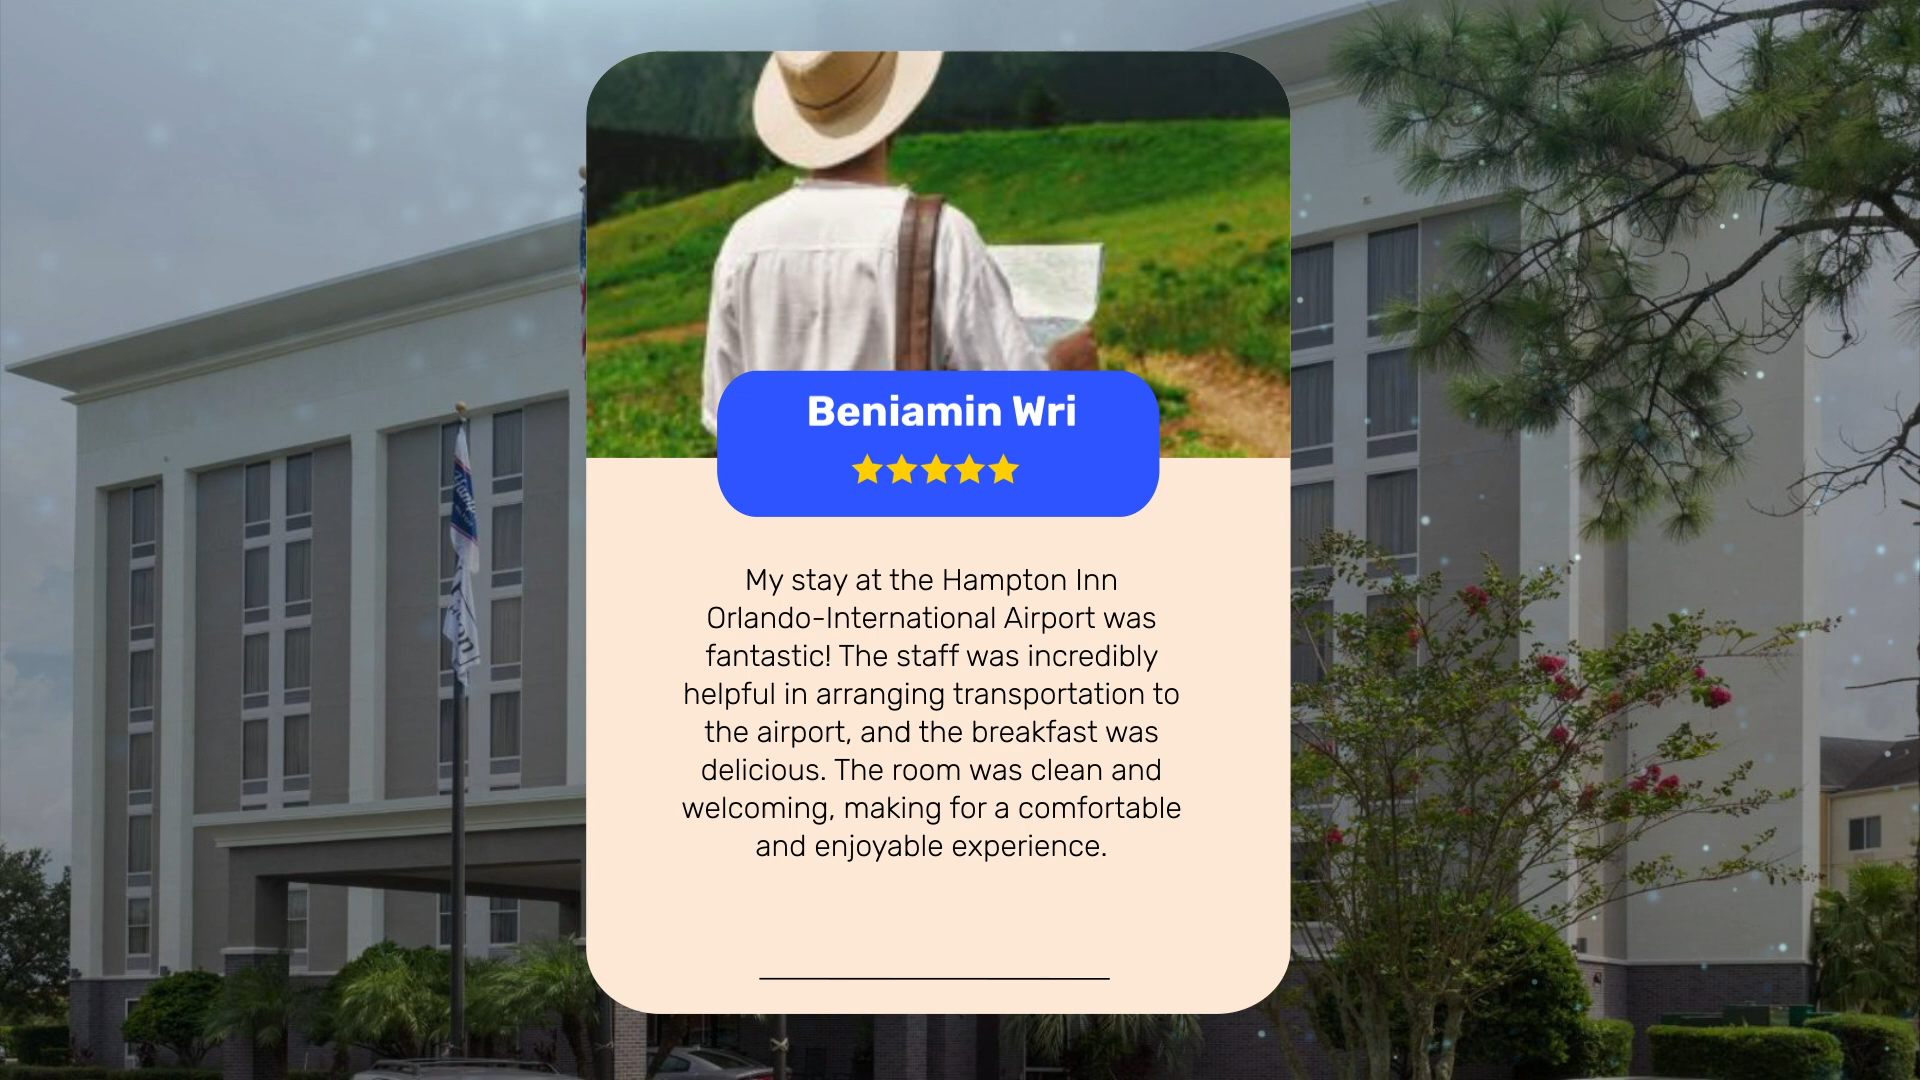 Beniamin Wri
My stay at the Hampton Inn
Orlando-International Airport was
fantastic! The staff was incredibly
helpful in arranging transportation to
the airport, and the breakfast was
delicious. The room was clean and
welcoming, making for a comfortable
and enjoyable experience.